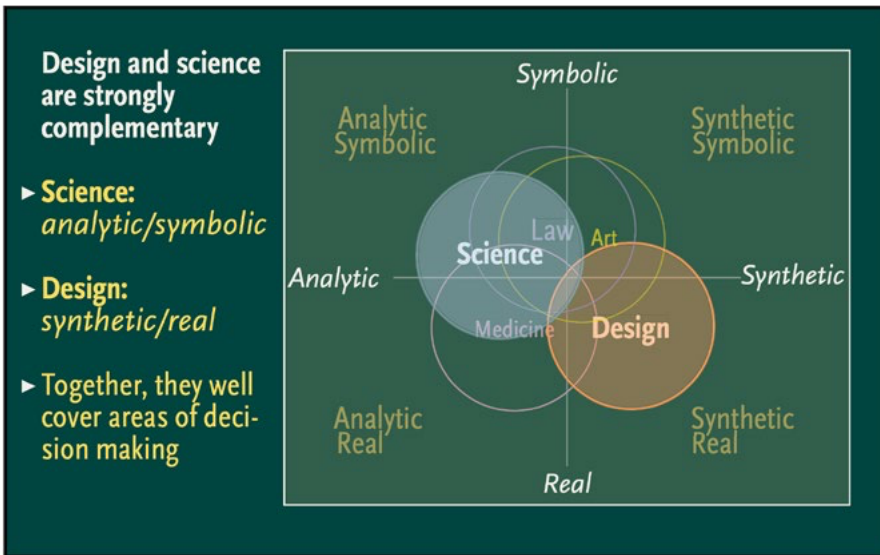 Design and science
are strongly
complementary
► Science:
analytic/symbolic
► Design:
synthetic/real
► Together, they well
cover areas of deci-
sion making
Symbolic
Analytic
Symbolic
Synthetic
Symbolic
Law
Art
Science
Analytic
Synthetic
Medicine
Design
Analytic
Real
Synthetic
Real
Real